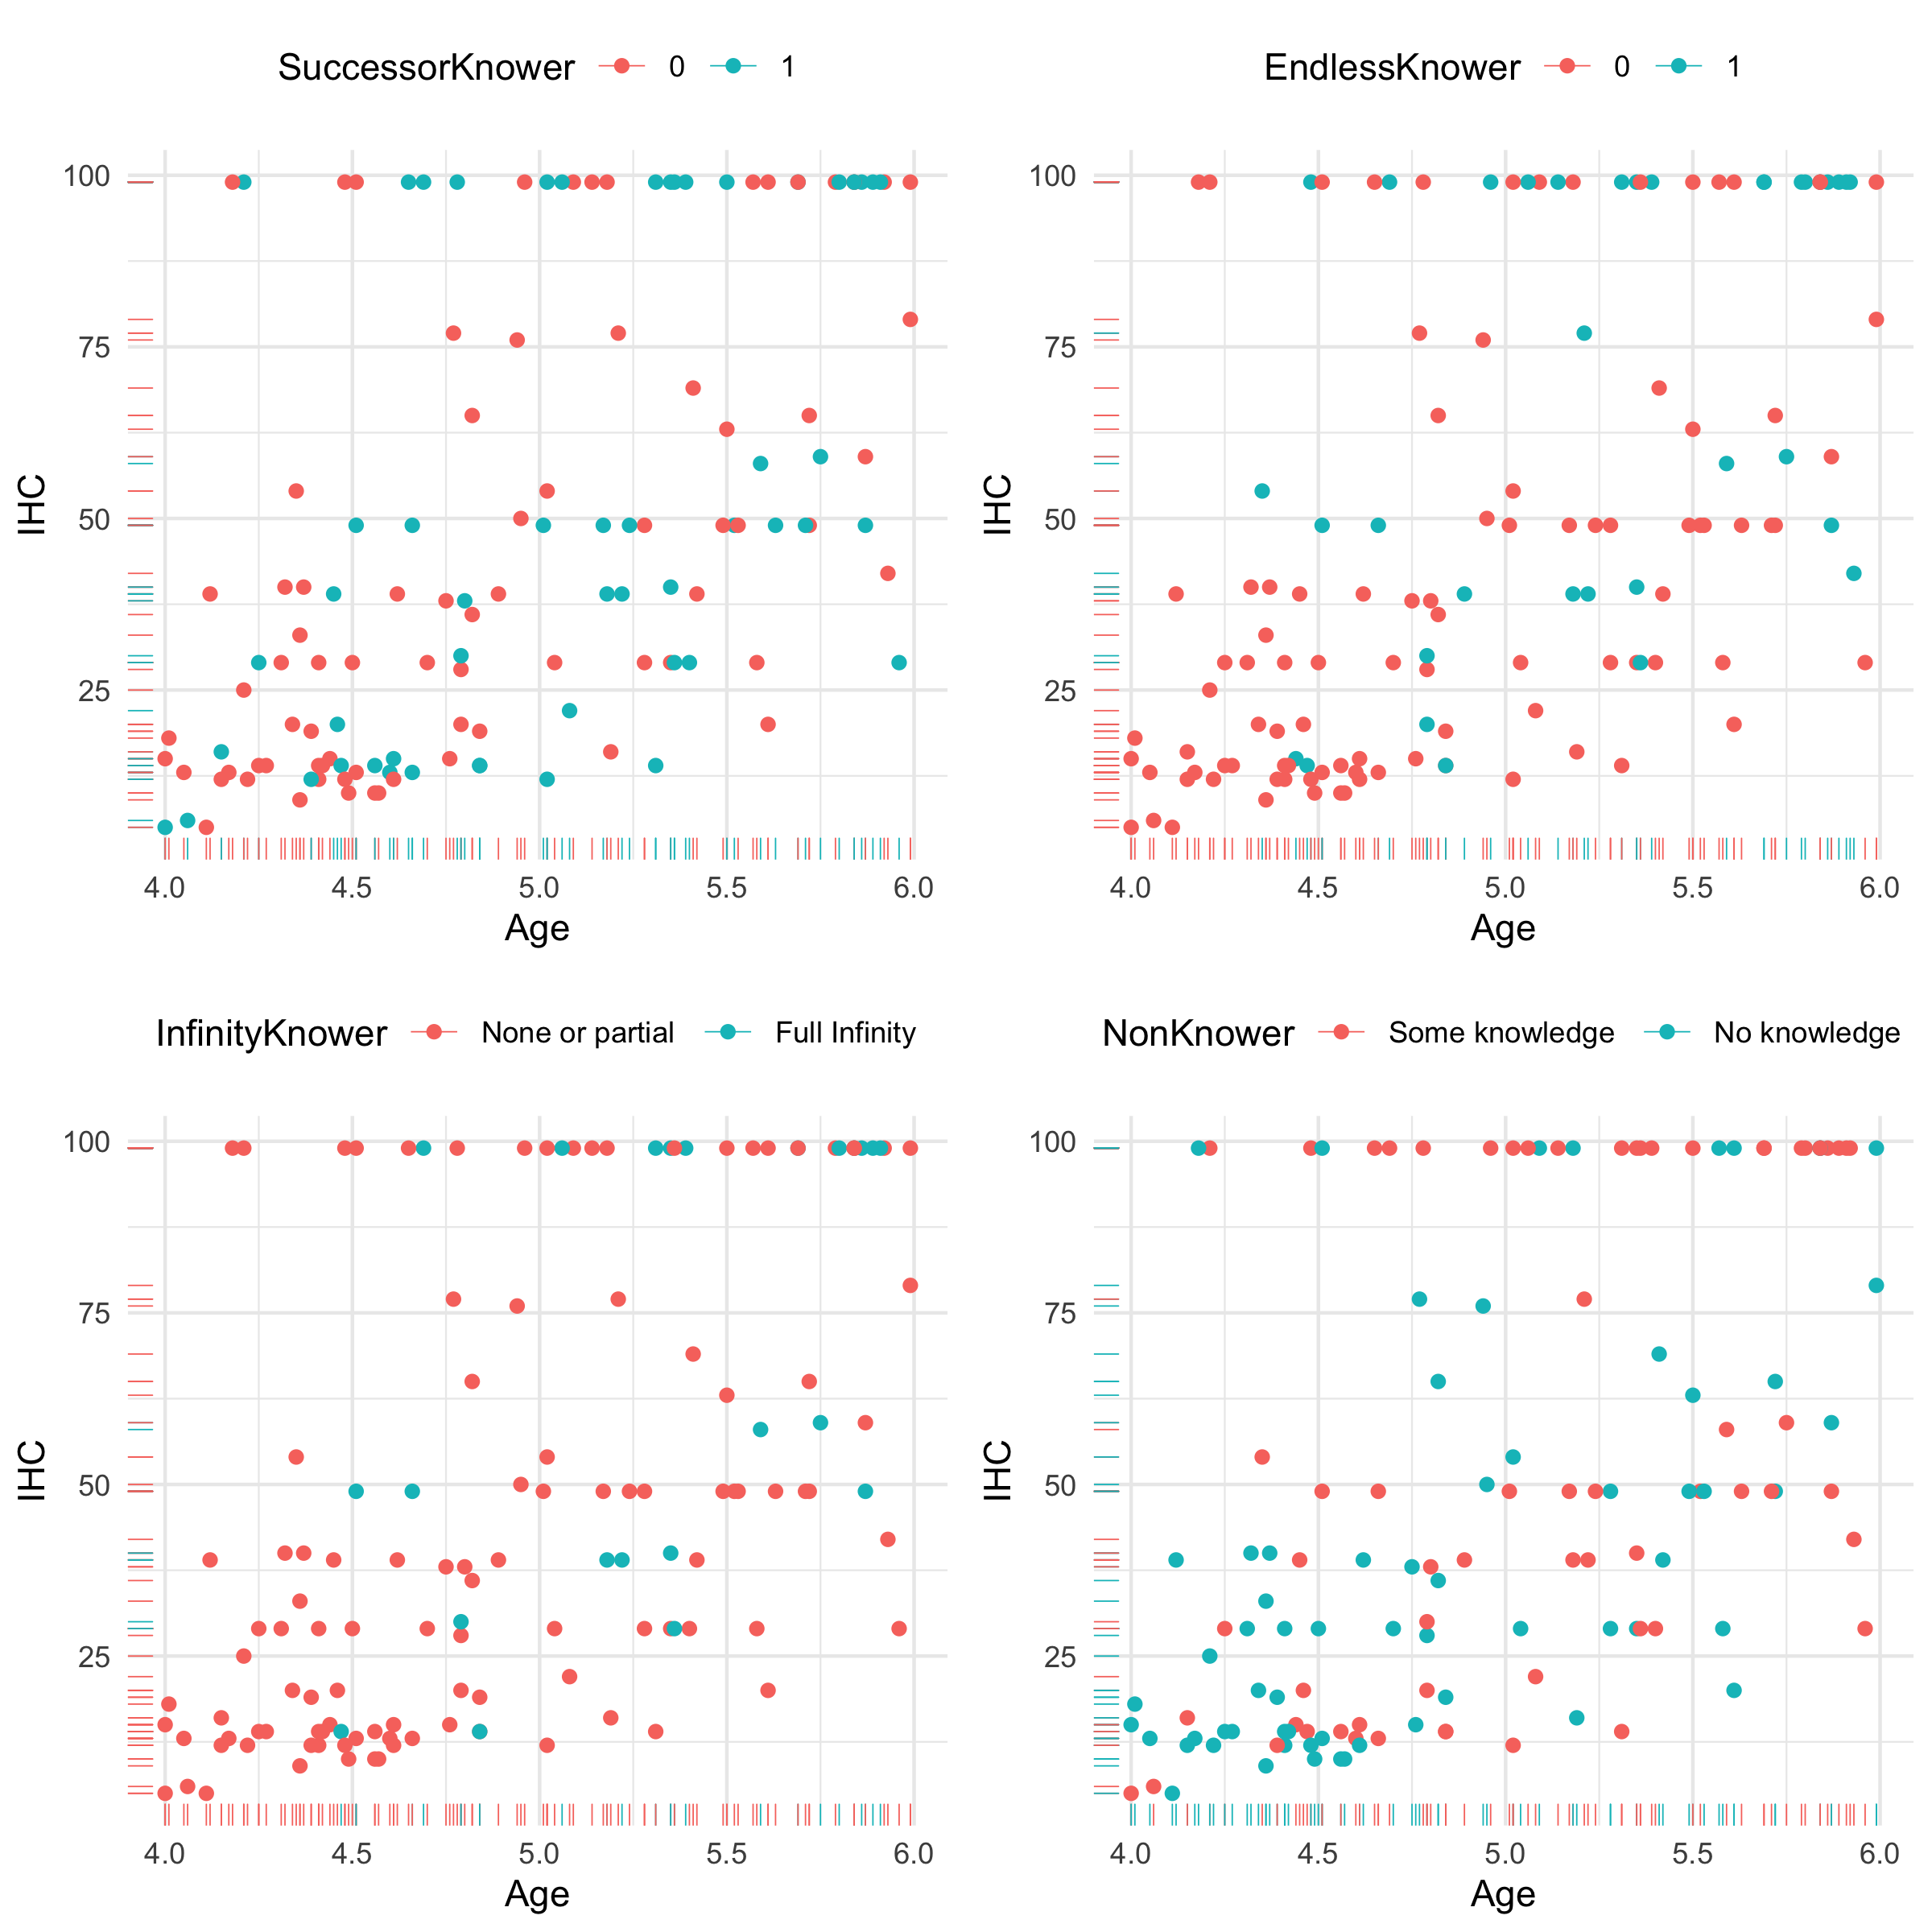 SuccessorKnower 0 1
100
75
50
25
IHC
4.0 4.5 5.0 5.5 6.0
Age
EndlessKnower 0 1
100
75
50
25
IHC
4.0 4.5 5.0 5.5 6.0
Age
InfinityKnower None or partial Full Infinity
100
75
50
25
IHC
4.0 4.5 5.0 5.5 6.0
Age
NonKnower Some knowledge No knowledge
100
75
50
25
IHC
4.0 4.5 5.0 5.5 6.0
Age